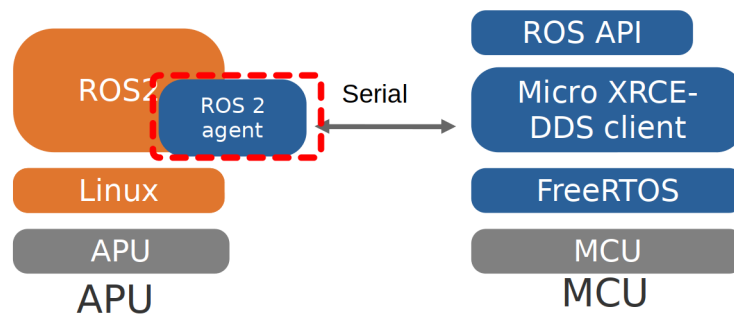 ROS2
ROS 2
agent
Linux
APU
APU
Serial
ROS API
Micro XRCE-
DDS client
FreeRTOS
MCU
MCU